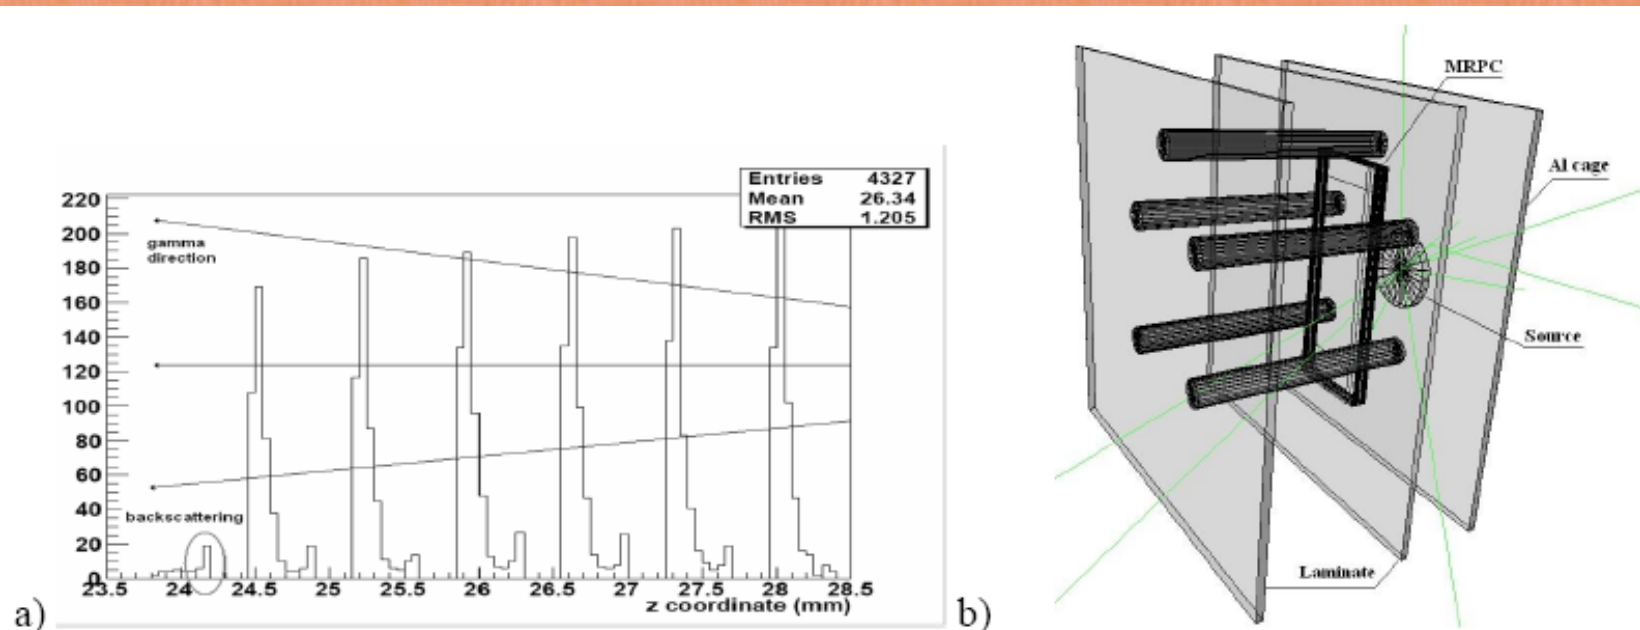 Entries 4327
Mean 26.34
RMS 1.205
220
200
180
160
140
120
100
80
60
40
20
0
gamma
direction
backscattering
23.5 24 24.5 25 25.5 26 26.5 27 27.5 28 28.5
z coordinate (mm)
a)
MRPC
Al cage
Source
Laminate
b)